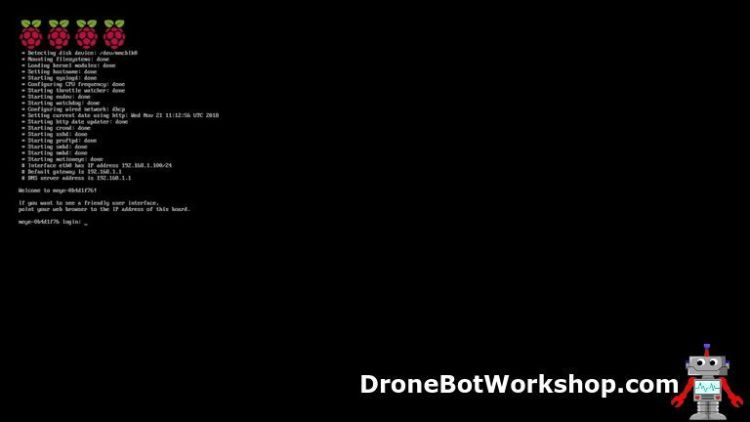 * Detecting disk device: /dev/mmcblk0
* Mounting filesystems: done
* Loading kernel modules: done
* Setting hostname: done
* Starting syslogd: done
* Configuring CPU frequency: done
* Starting throttle watcher: done
* Starting eudev: done
* Starting watchdog: done
* Configuring wired network: dhcp
* Setting current date using http: Wed Nov 21 11:12:56 UTC 2018
* Starting http date updater: done
* Starting crond: done
* Starting sshd: done
* Starting proftpd: done
* Starting smbd: done
* Starting nmbd: done
* Starting motioneye: done
# Interface eth0 has IP address 192.168.1.100/24
# Default gateway is 192.168.1.1
# DNS server address is 192.168.1.1
Welcome to meye-0b4d1f76!
If you want to see a friendly user interface,
point your web browser to the IP address of this board.
meye-0b4d1f76 login: _
DroneBotWorkshop.com